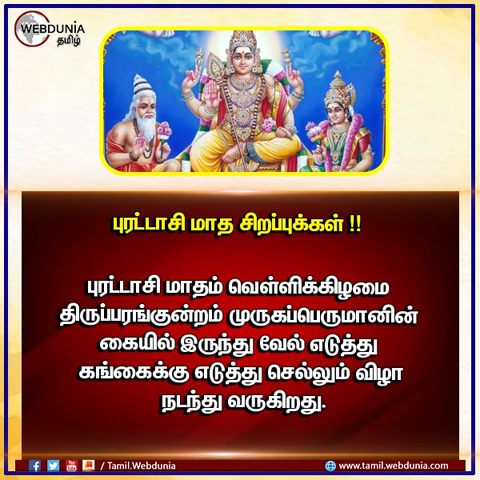 WEBDUNIA
தமிழ்
புரட்டாசி மாத சிறப்புக்கள் !!
புரட்டாசி மாதம் வெள்ளிக்கிழமை
திருப்பரங்குன்றம் முருகப்பெருமானின்
கையில் இருந்து வேல் எடுத்து
கங்கைக்கு எடுத்து செல்லும் விழா
நடந்து வருகிறது.
/ Tamil.Webdunia
www.tamil.webdunia.com